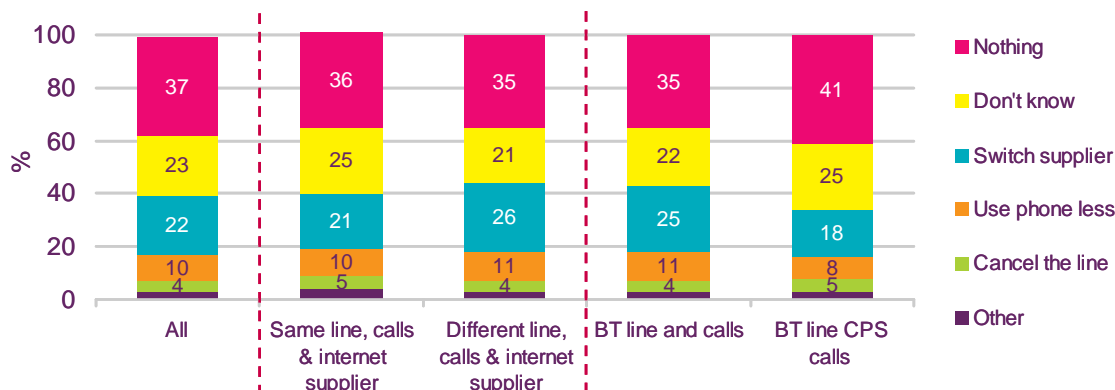 100
80
60
40
20
0
%
37
23
22
10
4
36
25
21
10
5
35
21
26
11
4
35
22
25
11
4
41
25
18
8
5
All
Same line, calls
& internet
supplier
Different line,
calls & internet
supplier
BT line and calls
BT line CPS
calls
Nothing
Don't know
Switch supplier
Use phone less
Cancel the line
Other